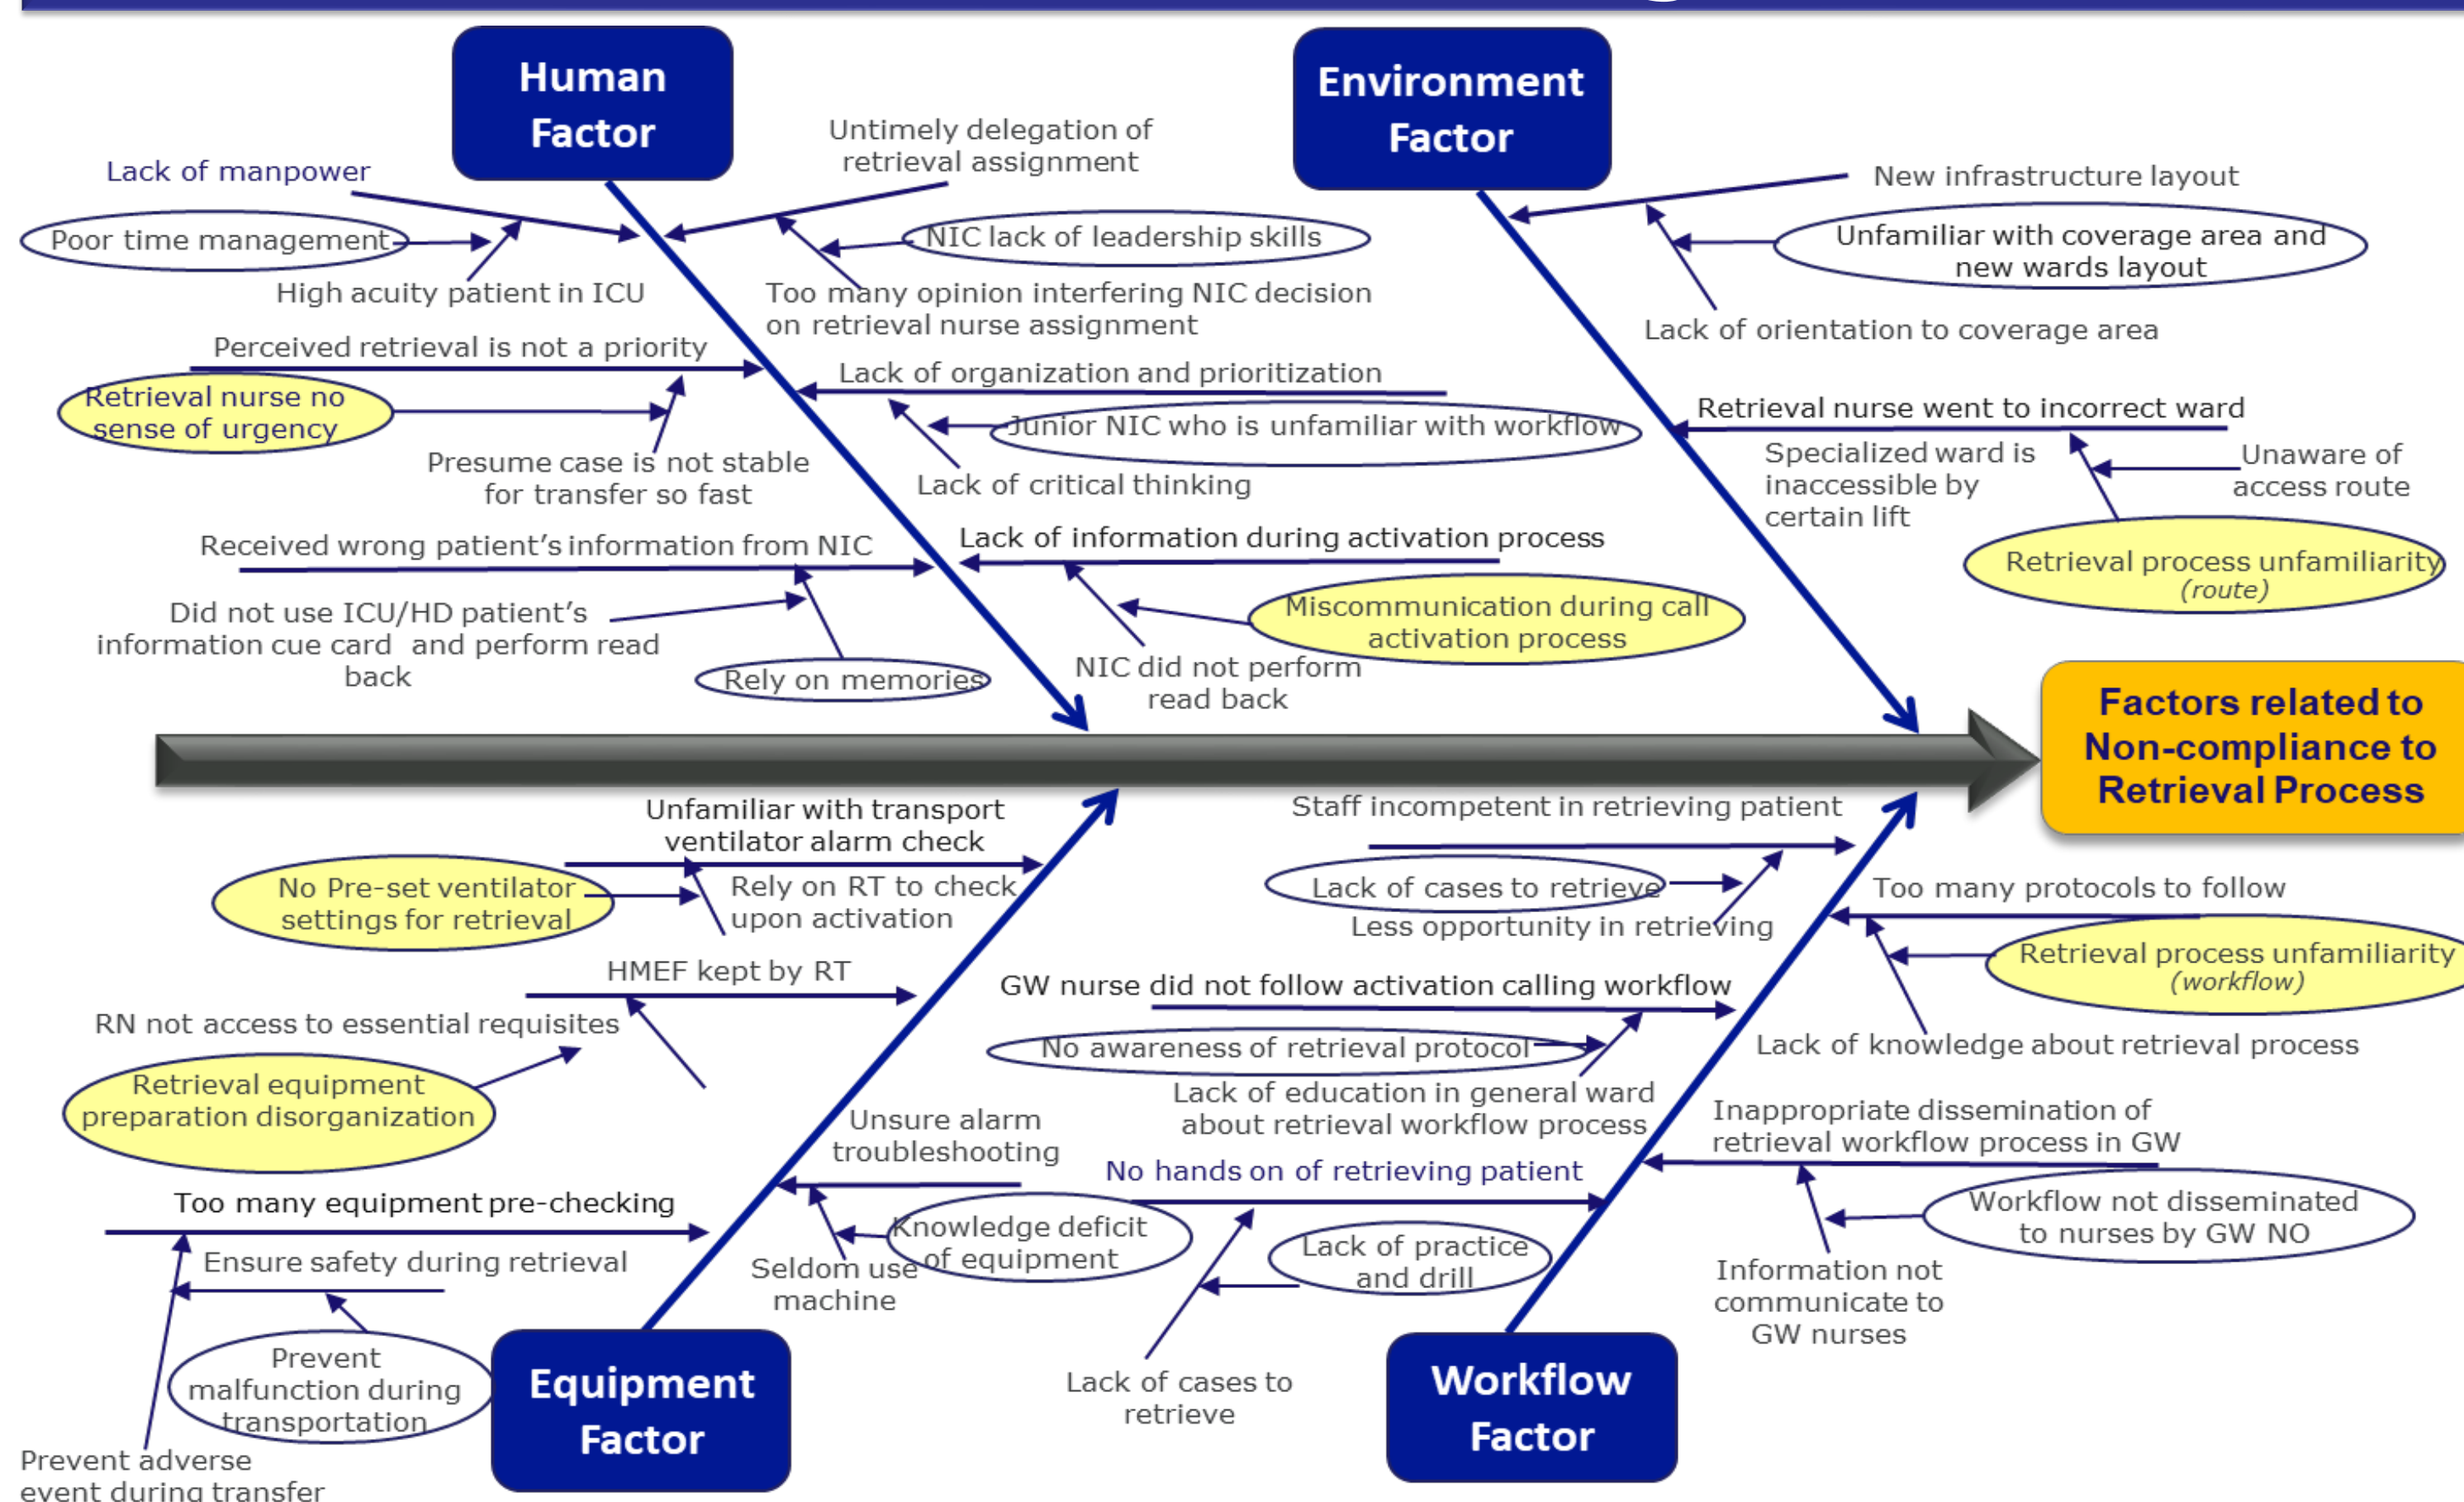 Human
Factor
Environment
Factor
Untimely delegation of
retrieval assignment
Lack of manpower
New infrastructure layout
Poor time management
NIC lack of leadership skills
Unfamiliar with coverage area and
new wards layout
High acuity patient in ICU
Too many opinion interfering NIC decision
on retrieval nurse assignment
Lack of orientation to coverage area
Perceived retrieval is not a priority
Lack of organization and prioritization
Retrieval nurse no
sense of urgency
Junior NIC who is unfamiliar with workflow
Retrieval nurse went to incorrect ward
Presume case is not stable
for transfer so fast
Lack of critical thinking
Specialized ward is
inaccessible by
certain lift
Unaware of
access route
Received wrong patient's information from NIC
Lack of information during activation process
Retrieval process unfamiliarity
(route)
Did not use ICU/HD patient's
information cue card and perform read
back
Miscommunication during call
activation process
Rely on memories
NIC did not perform
read back
Factors related to
Non-compliance to
Retrieval Process
Unfamiliar with transport
ventilator alarm check
Staff incompetent in retrieving patient
No Pre-set ventilator
settings for retrieval
Rely on RT to check
upon activation
Lack of cases to retrieve
Less opportunity in retrieving
Too many protocols to follow
Retrieval process unfamiliarity
(workflow)
HMEF kept by RT
GW nurse did not follow activation calling workflow
RN not access to essential requisites
No awareness of retrieval protocol
Lack of knowledge about retrieval process
Retrieval equipment
preparation disorganization
Lack of education in general ward
about retrieval workflow process
Unsure alarm
troubleshooting
Inappropriate dissemination of
retrieval workflow process in GW
No hands on of retrieving patient
Too many equipment pre-checking
Knowledge deficit
of equipment
Workflow not disseminated
to nurses by GW NO
Ensure safety during retrieval
Seldom use
machine
Lack of practice
and drill
Information not
communicate to
GW nurses
Prevent
malfunction during
transportation
Equipment
Factor
Lack of cases to
retrieve
Workflow
Factor
Prevent adverse
event during transfer